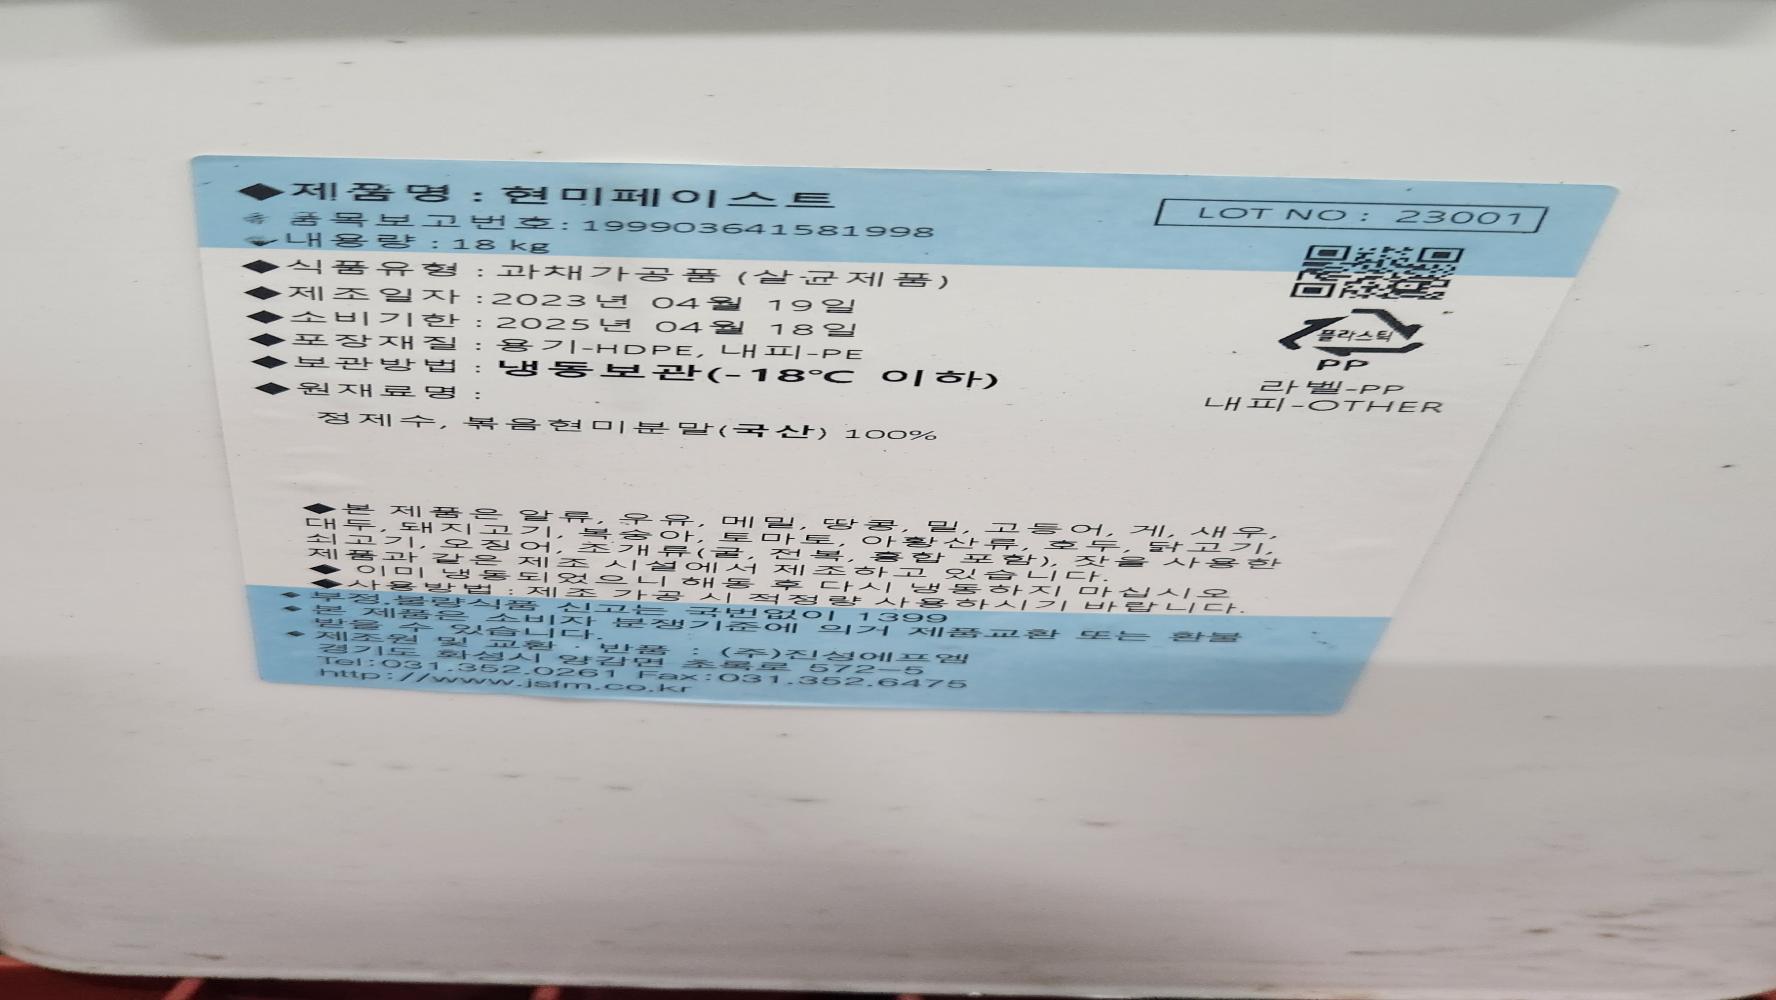 ◆제품명 : 현미페이스트
◆품목보고번호: 199903641581998
◆내용량 : 18 kg
LOT NO : 23001
◆식품유형 : 과채가공품 (살균제품)
◆제조일자 :2023년 04월 19일
◆소비기한 : 2025년 04월 18일
◆포장재질 : 용기-HDPE, 내피-PE
◆보관방법 : 냉동보관(-18℃ 이하)
◆원재료명 :
정제수, 볶음현미분말(국산) 100%
플라스틱
PP
라벨-PP
내피-OTHER
◆본 제품은 알류, 우유, 메밀, 땅콩, 밀, 고등어, 게, 새우,
대두, 돼지고기, 복숭아, 토마토, 아황산류, 호두, 닭고기,
쇠고기, 오징어, 조개류(굴, 전복, 홍합 포함), 잣을 사용한
제품과 같은 제조 시설에서 제조하고 있습니다.
◆ 이미 냉동되었으니 해동 후 다시 냉동하지 마십시오
◆사용방법 : 제조 가공 시 적정량 사용하시기 바랍니다.
◆부정.불량식품 신고는 국번없이 1399
◆본 제품은 소비자 분쟁기준에 의거 제품교환 또는 환불
받을 수 있습니다.
◆제조원 및 교환 · 반품 : (주)진성에프엠
경기도 화성시 양감면 초록로 572-5
Tel:031.352.0261 Fax:031.352.6475
http://www.jsfm.co.kr